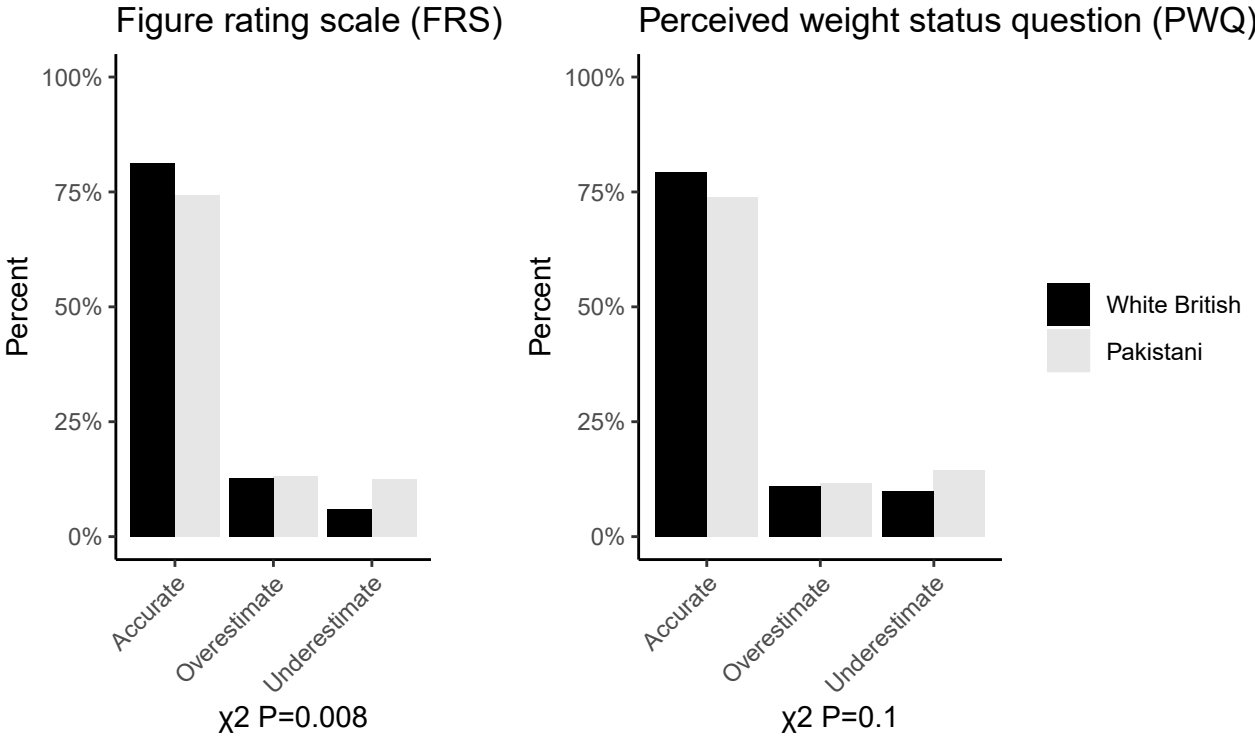 Figure rating scale (FRS)
Percent
100%
75%
50%
25%
0%
Accurate
Overestimate
Underestimate
χ2 P=0.008
Perceived weight status question (PWQ)
Percent
100%
75%
50%
25%
0%
Accurate
Overestimate
Underestimate
χ2 P=0.1
White British
Pakistani